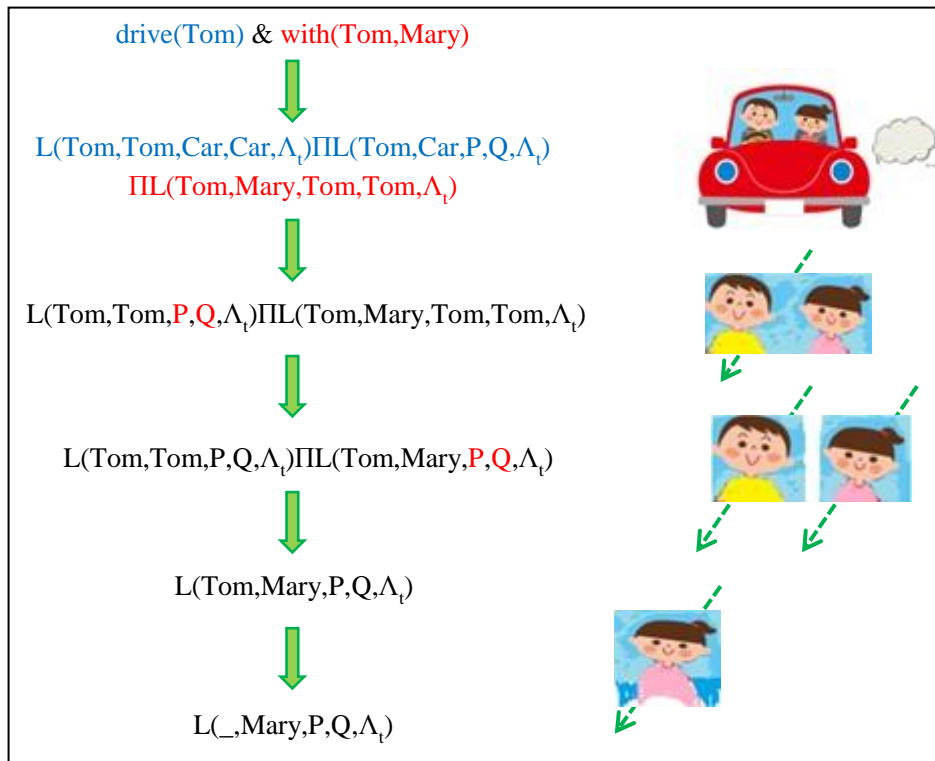 drive(Tom) & with(Tom,Mary)
L(Tom,Tom,Car,Car,Λt)ΠL(Tom,Car,P,Q,Λt)
ΠL(Tom,Mary,Tom,Tom,Λt)
L(Tom,Tom,P,Q,Λt)ΠL(Tom,Mary,Tom,Tom,Λt)
L(Tom,Tom,P,Q,Λt)ΠL(Tom,Mary,P,Q,Λt)
L(Tom,Mary,P,Q,Λt)
L(_,Mary,P,Q,Λt)